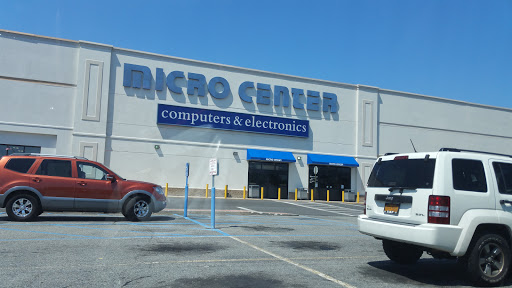 MICRO CENTER
computers & electronics